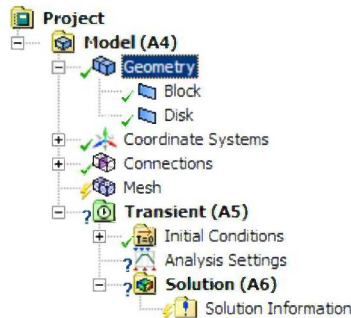 Project
Model (A4)
Geometry
Block
Disk
Coordinate Systems
Connections
Mesh
Transient (A5)
T=0 Initial Conditions
Analysis Settings
Solution (A6)
Solution Information